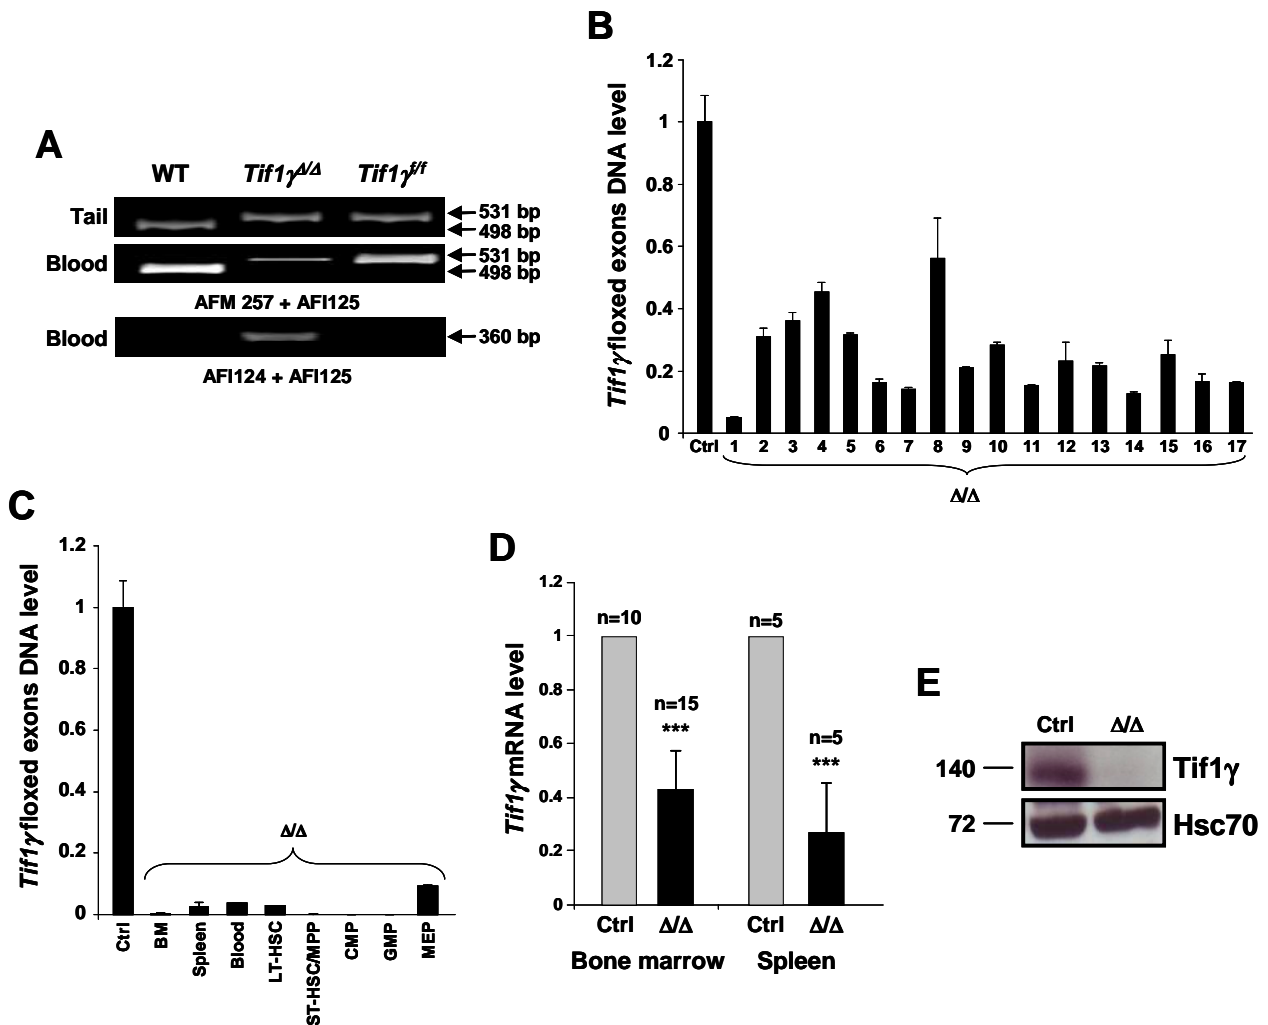 A
WT Tif1γΔ/Δ Tif1γf/f
Tail
531 bp
498 bp
Blood
531 bp
498 bp
AFM 257 + AFI125
Blood
360 bp
AFI124 + AFI125
B
Tif1γ floxed exons DNA level
1.2
1
0.8
0.6
0.4
0.2
0
Ctrl 1 2 3 4 5 6 7 8 9 10 11 12 13 14 15 16 17
Δ/Δ
C
Tif1γ floxed exons DNA level
1.2
1
0.8
0.6
0.4
0.2
0
Δ/Δ
Ctrl
BM
Spleen
Blood
LT-HSC
ST-HSC/MPP
CMP
GMP
MEP
D
Tif1γ mRNA level
1.2
1
0.8
0.6
0.4
0.2
0
n=10
n=15
***
n=5
n=5
***
Ctrl Δ/Δ Ctrl Δ/Δ
Bone marrow Spleen
E
Ctrl Δ/Δ
140 Tif1γ
72 Hsc70